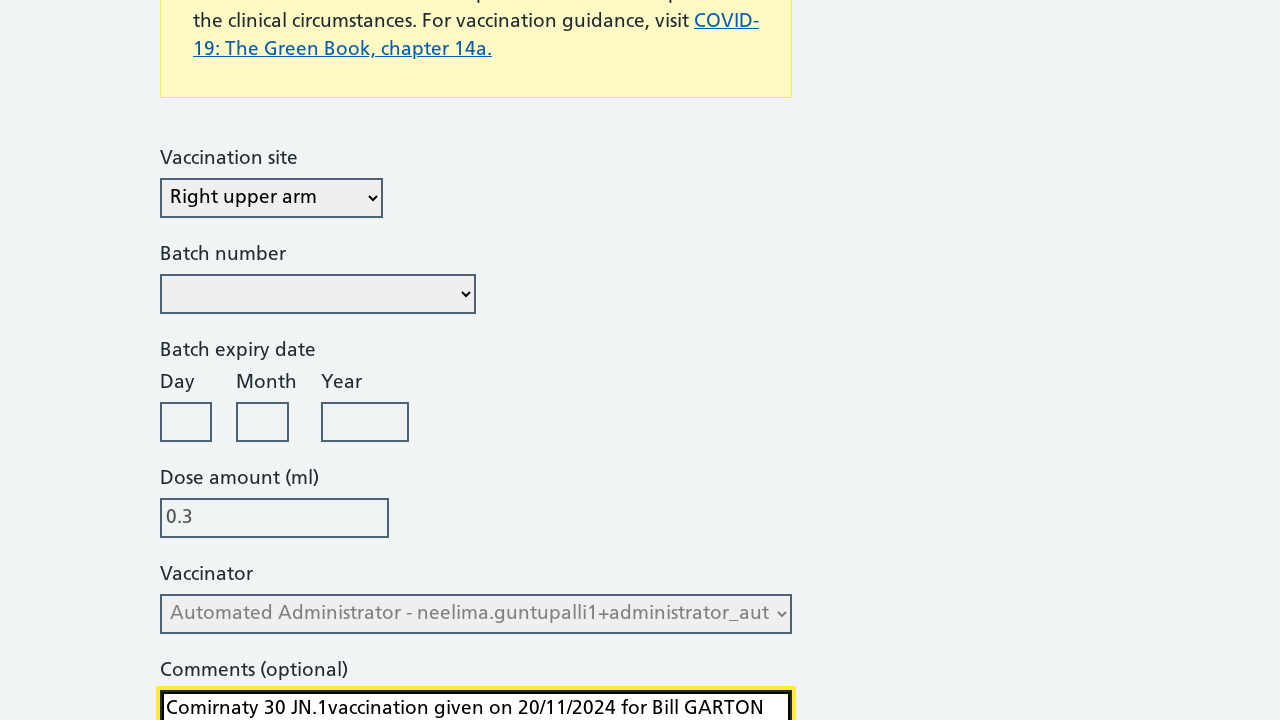 the clinical circumstances. For vaccination guidance, visit COVID-
19: The Green Book, chapter 14a.
Vaccination site
Right upper arm
Batch number
Batch expiry date
Day Month Year
Dose amount (ml)
0.3
Vaccinator
Automated Administrator - neelima.guntupalli1+administrator_aut
Comments (optional)
Comirnaty 30 JN.1vaccination given on 20/11/2024 for Bill GARTON